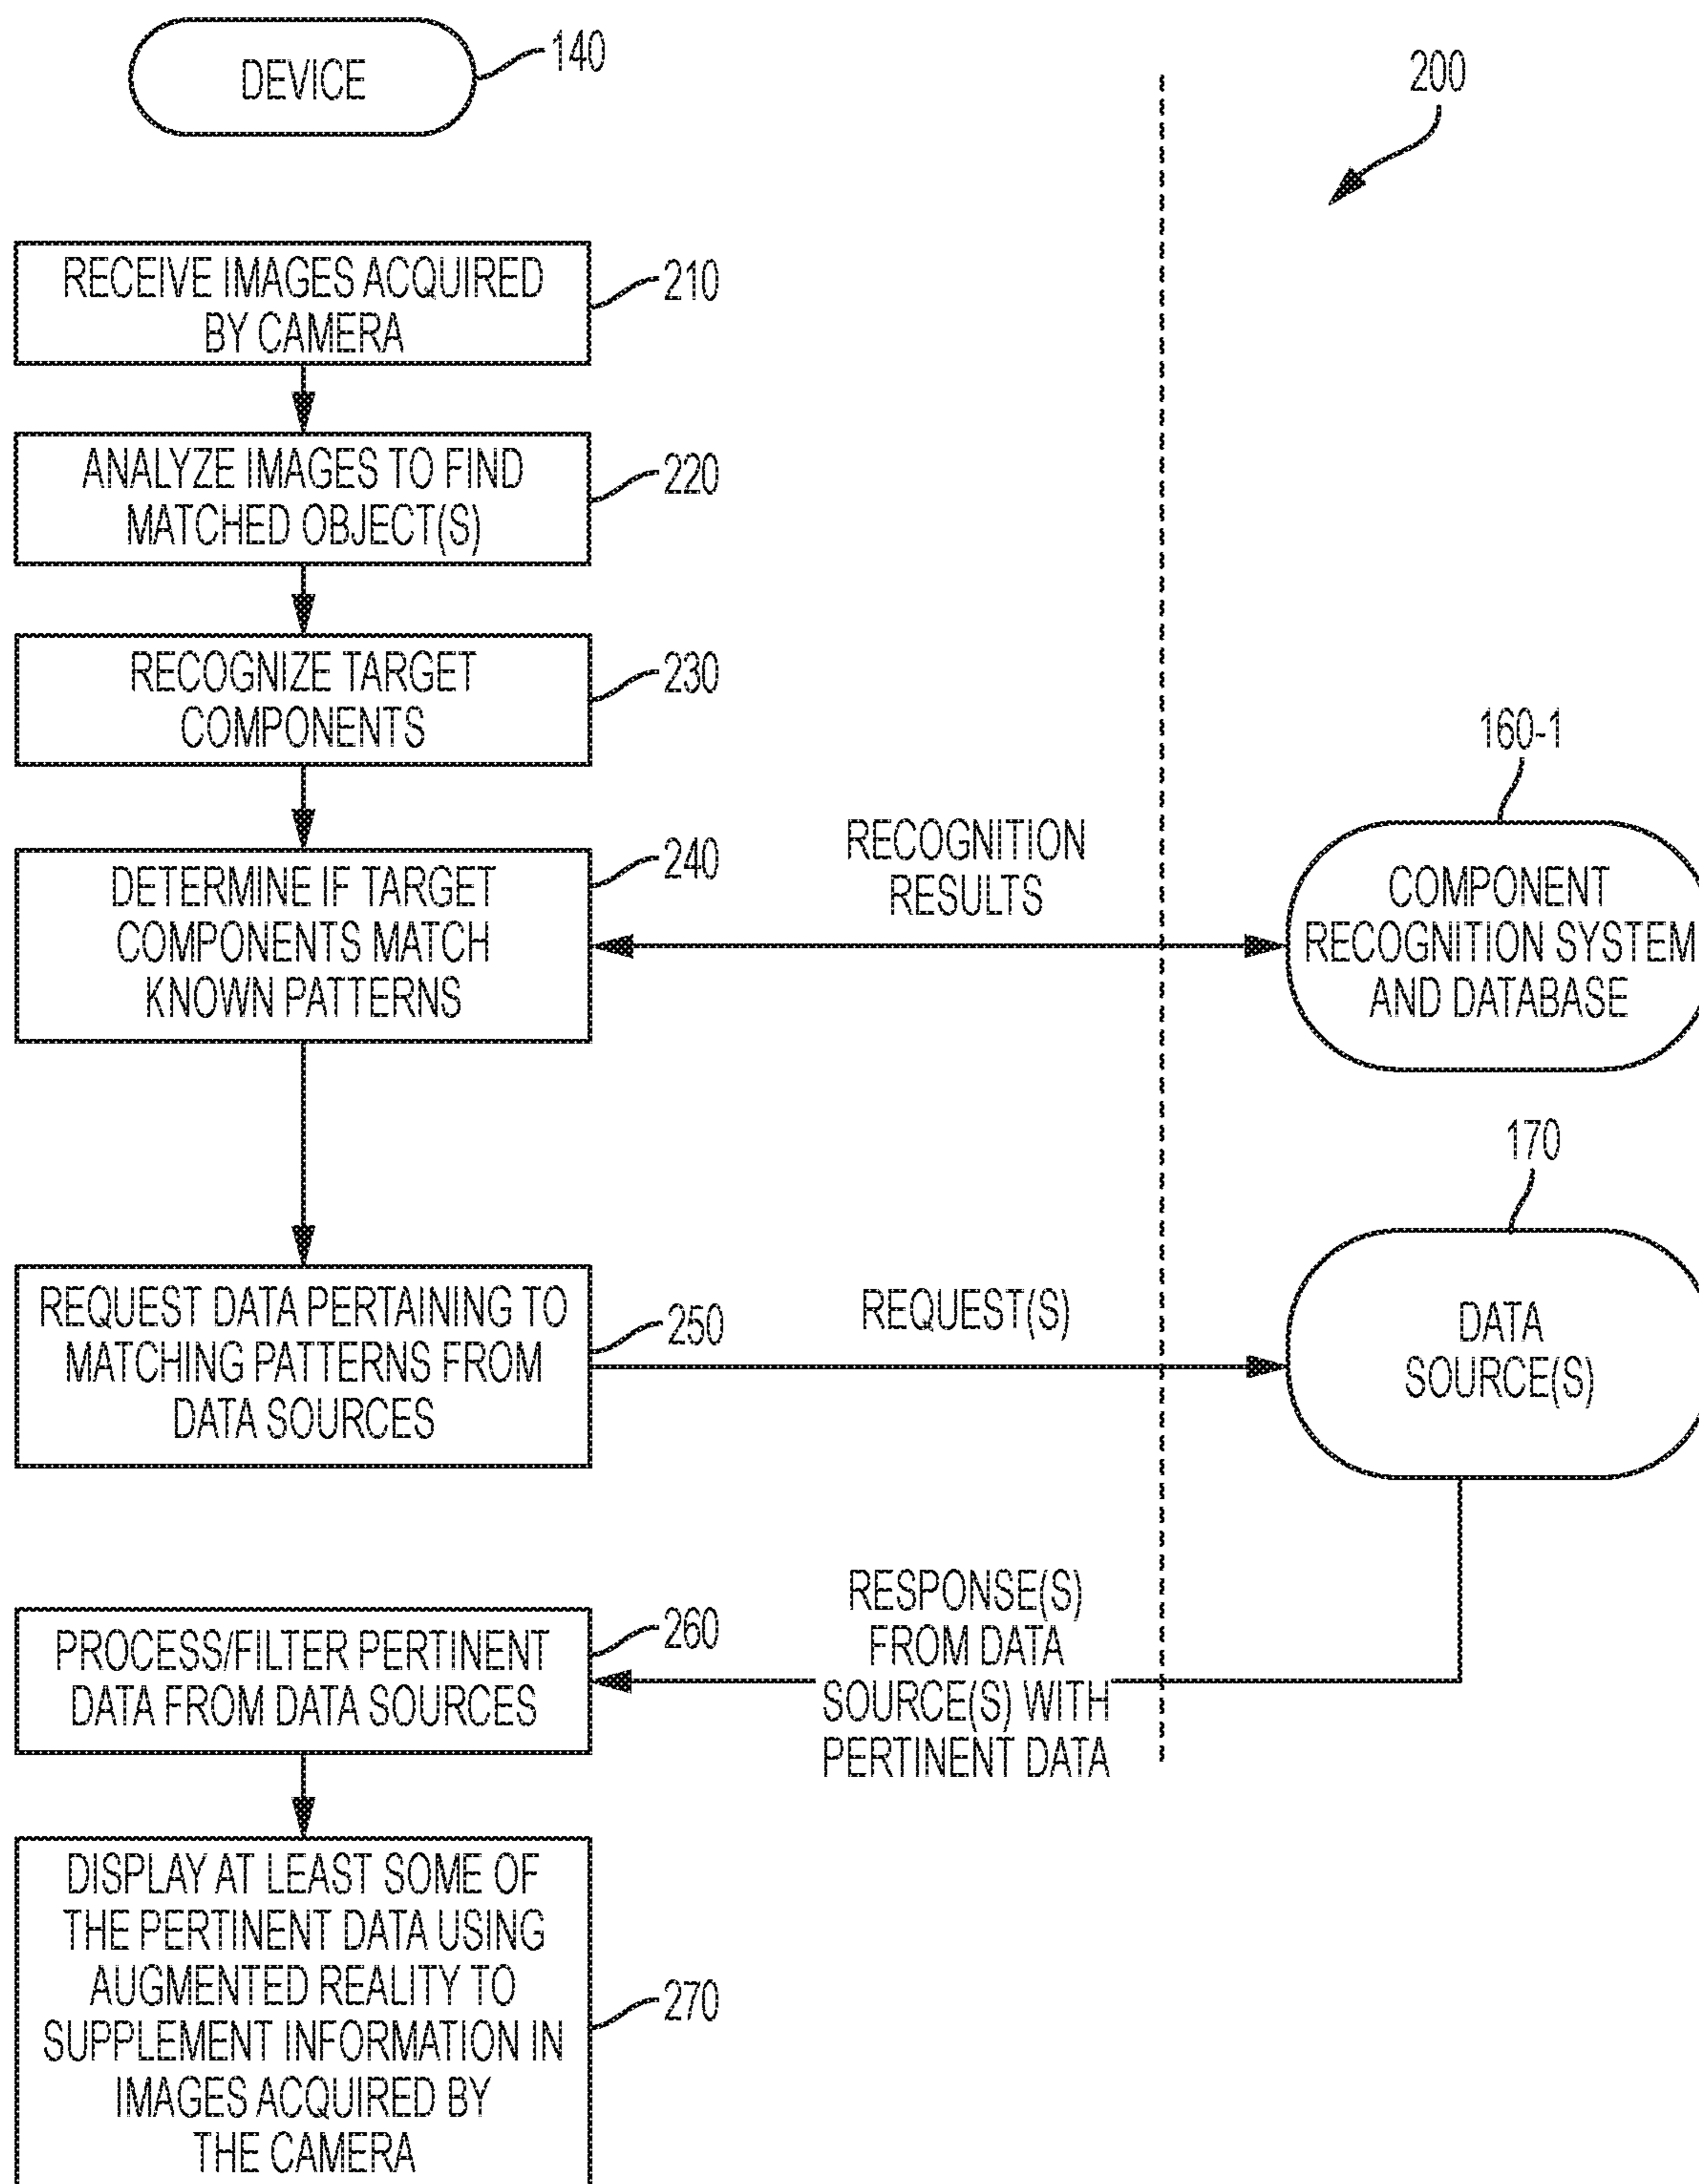 DEVICE
140
200
RECEIVE IMAGES ACQUIRED
BY CAMERA
210
ANALYZE IMAGES TO FIND
MATCHED OBJECT(S)
220
RECOGNIZE TARGET
COMPONENTS
230
DETERMINE IF TARGET
COMPONENTS MATCH
KNOWN PATTERNS
240
RECOGNITION
RESULTS
160-1
COMPONENT
RECOGNITION SYSTEM
AND DATABASE
REQUEST DATA PERTAINING TO
MATCHING PATTERNS FROM
DATA SOURCES
250
REQUEST(S)
170
DATA
SOURCE(S)
PROCESS/FILTER PERTINENT
DATA FROM DATA SOURCES
260
RESPONSE(S)
FROM DATA
SOURCE(S) WITH
PERTINENT DATA
DISPLAY AT LEAST SOME OF
THE PERTINENT DATA USING
AUGMENTED REALITY TO
SUPPLEMENT INFORMATION IN
IMAGES ACQUIRED BY
THE CAMERA
270